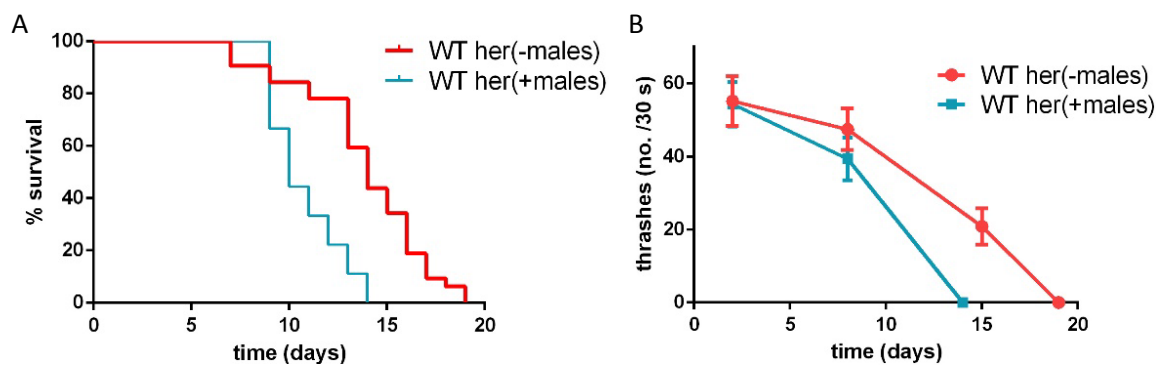 A
% survival
100
80
60
40
20
0
0 5 10 15 20
time (days)
WT her(-males)
WT her(+males)
B
thrashes (no. /30 s)
60
40
20
0
0 5 10 15 20
time (days)
WT her(-males)
WT her(+males)